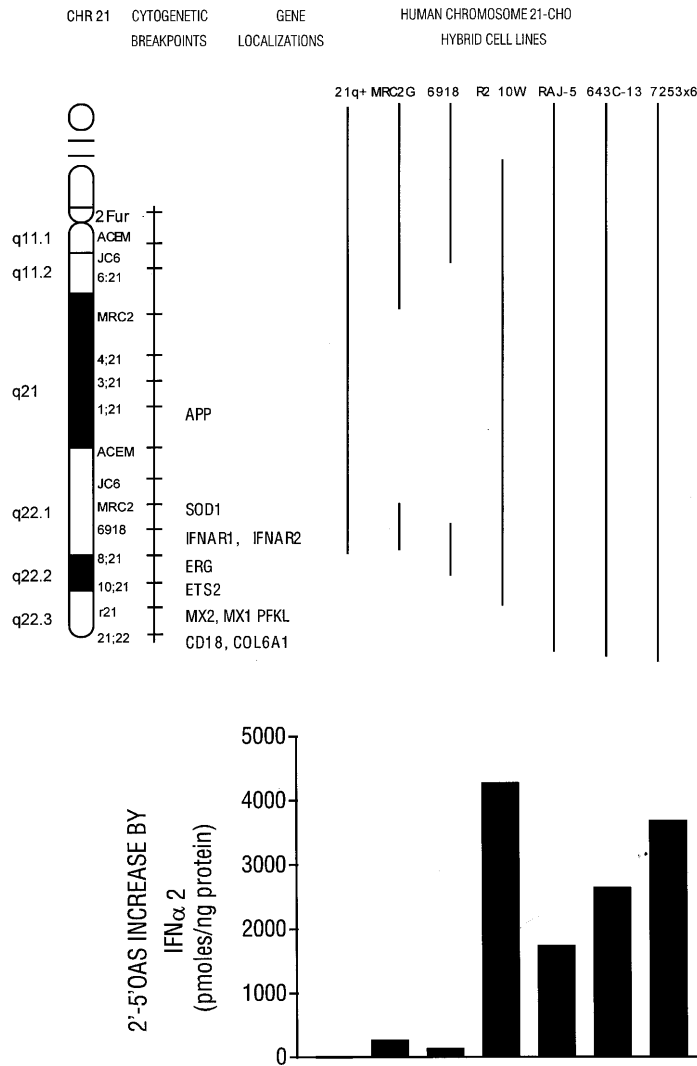 CHR 21 CYTOGENETIC GENE HUMAN CHROMOSOME 21-CHO
BREAKPOINTS LOCALIZATIONS HYBRID CELL LINES
21q+ MRC2G 6918 R2 10W RAJ-5 643C-13 7253x6
2Fur
q11.1 ACEM
JC6
q11.2 6:21
MRC2
4;21
3;21
q21
1;21 APP
ACEM
JC6
q22.1 MRC2 SOD1
6918 IFNAR1, IFNAR2
8;21 ERG
q22.2
10;21 ETS2
q22.3 r21 MX2, MX1 PFKL
21;22 CD18, COL6A1
2'-5'OAS INCREASE BY
IFNα 2
(pmoles/ng protein)
5000
4000
3000
2000
1000
0